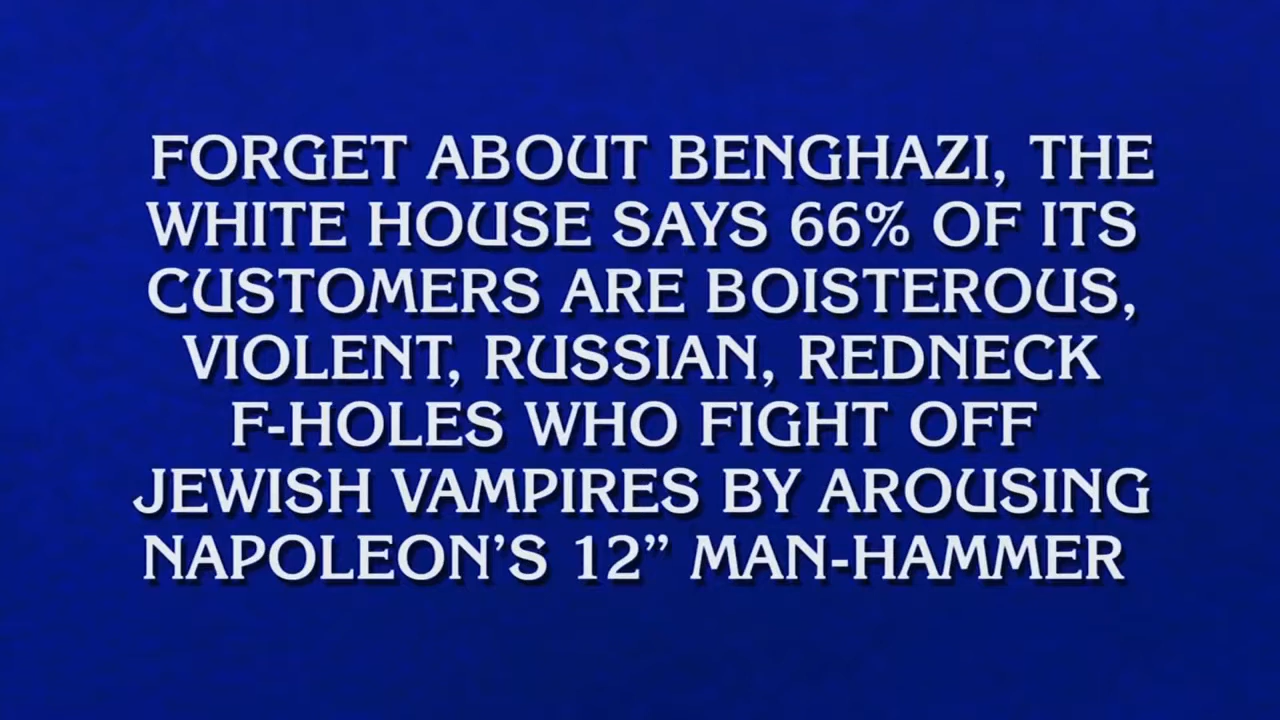 FORGET ABOUT BENGHAZI, THE
WHITE HOUSE SAYS 66% OF ITS
CUSTOMERS ARE BOISTEROUS,
VIOLENT, RUSSIAN, REDNECK
F-HOLES WHO FIGHT OFF
JEWISH VAMPIRES BY AROUSING
NAPOLEON’S 12” MAN-HAMMER